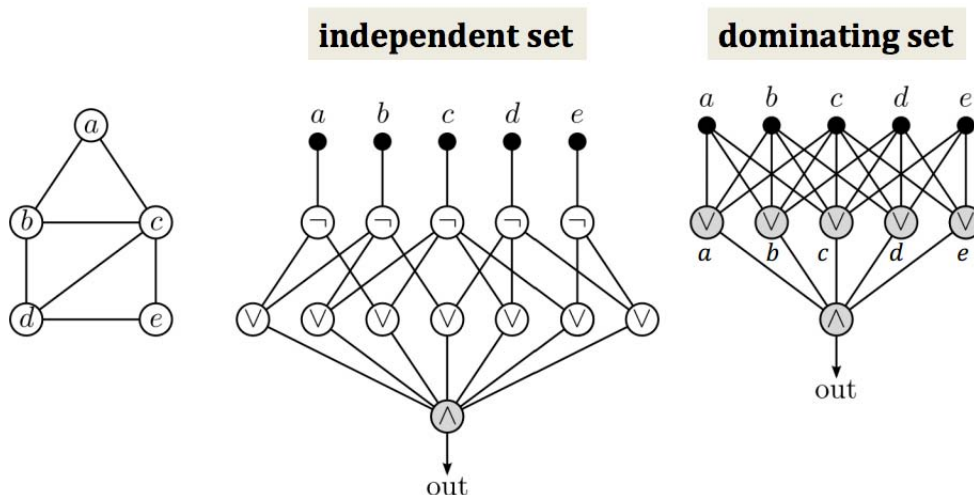 independent set
dominating set
a
b
c
d
e
a b c d e
¬ ¬ ¬ ¬ ¬
∨ ∨ ∨ ∨ ∨ ∨ ∨
∧
out
a b c d e
∨ ∨ ∨ ∨ ∨
a b c d e
∧
out